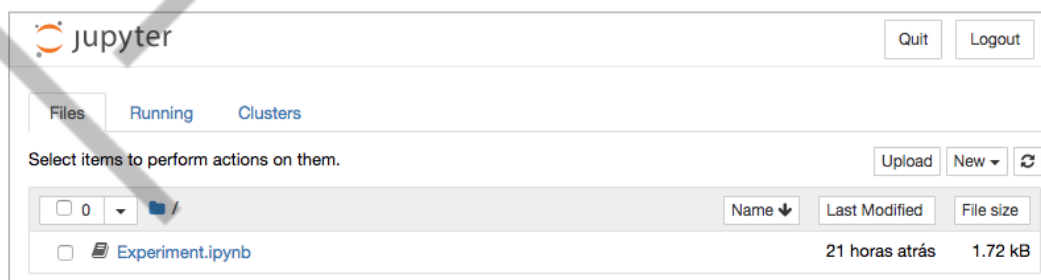 jupyter Quit Logout
Files Running Clusters
Select items to perform actions on them. Upload New
0 / Name Last Modified File size
Experiment.ipynb 21 horas atrás 1.72 kB